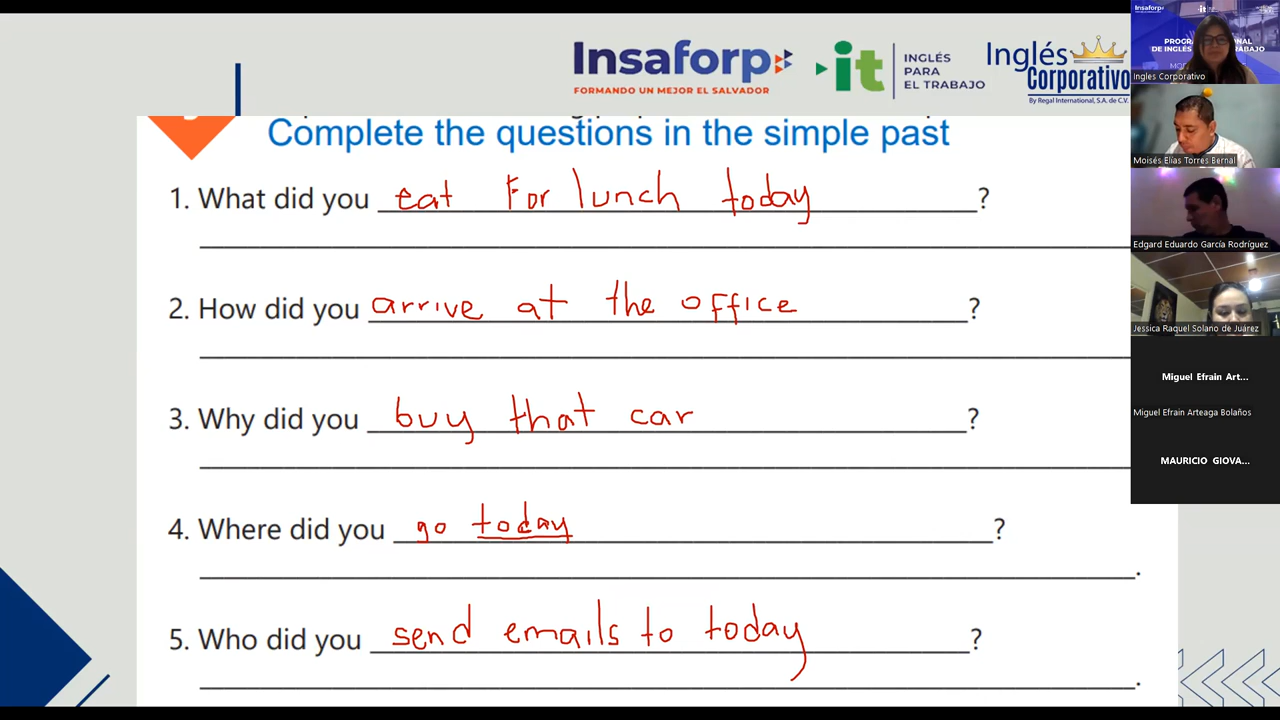 Insaforp
FORMANDO UN MEJOR EL SALVADOR
it
INGLÉS
PARA
EL TRABAJO
Inglés
Corporativo
By Regal International, S.A. de C.V.
Complete the questions in the simple past
1. What did you eat for lunch today ?
2. How did you arrive at the office ?
3. Why did you buy that car ?
4. Where did you go today ?
.
5. Who did you send emails to today ?
.
Insaforp
it
Ingles Corporativo
Moisés Elías Torres Bernal
Edgard Eduardo García Rodríguez
Jessica Raquel Solano de Juárez
Miguel Efrain Art...
Miguel Efrain Arteaga Bolaños
MAURICIO GIOVA...